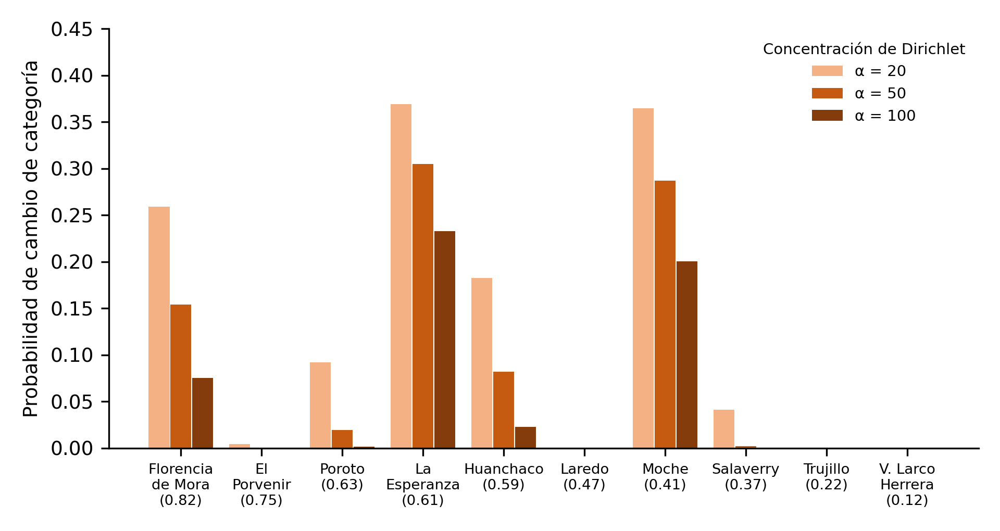 Probabilidad de cambio de categoría
0.45
0.40
0.35
0.30
0.25
0.20
0.15
0.10
0.05
0.00
Concentración de Dirichlet
α = 20
α = 50
α = 100
Florencia
de Mora
(0.82)
El
Porvenir
(0.75)
Poroto
(0.63)
La
Esperanza
(0.61)
Huanchaco
(0.59)
Laredo
(0.47)
Moche
(0.41)
Salaverry
(0.37)
Trujillo
(0.22)
V. Larco
Herrera
(0.12)